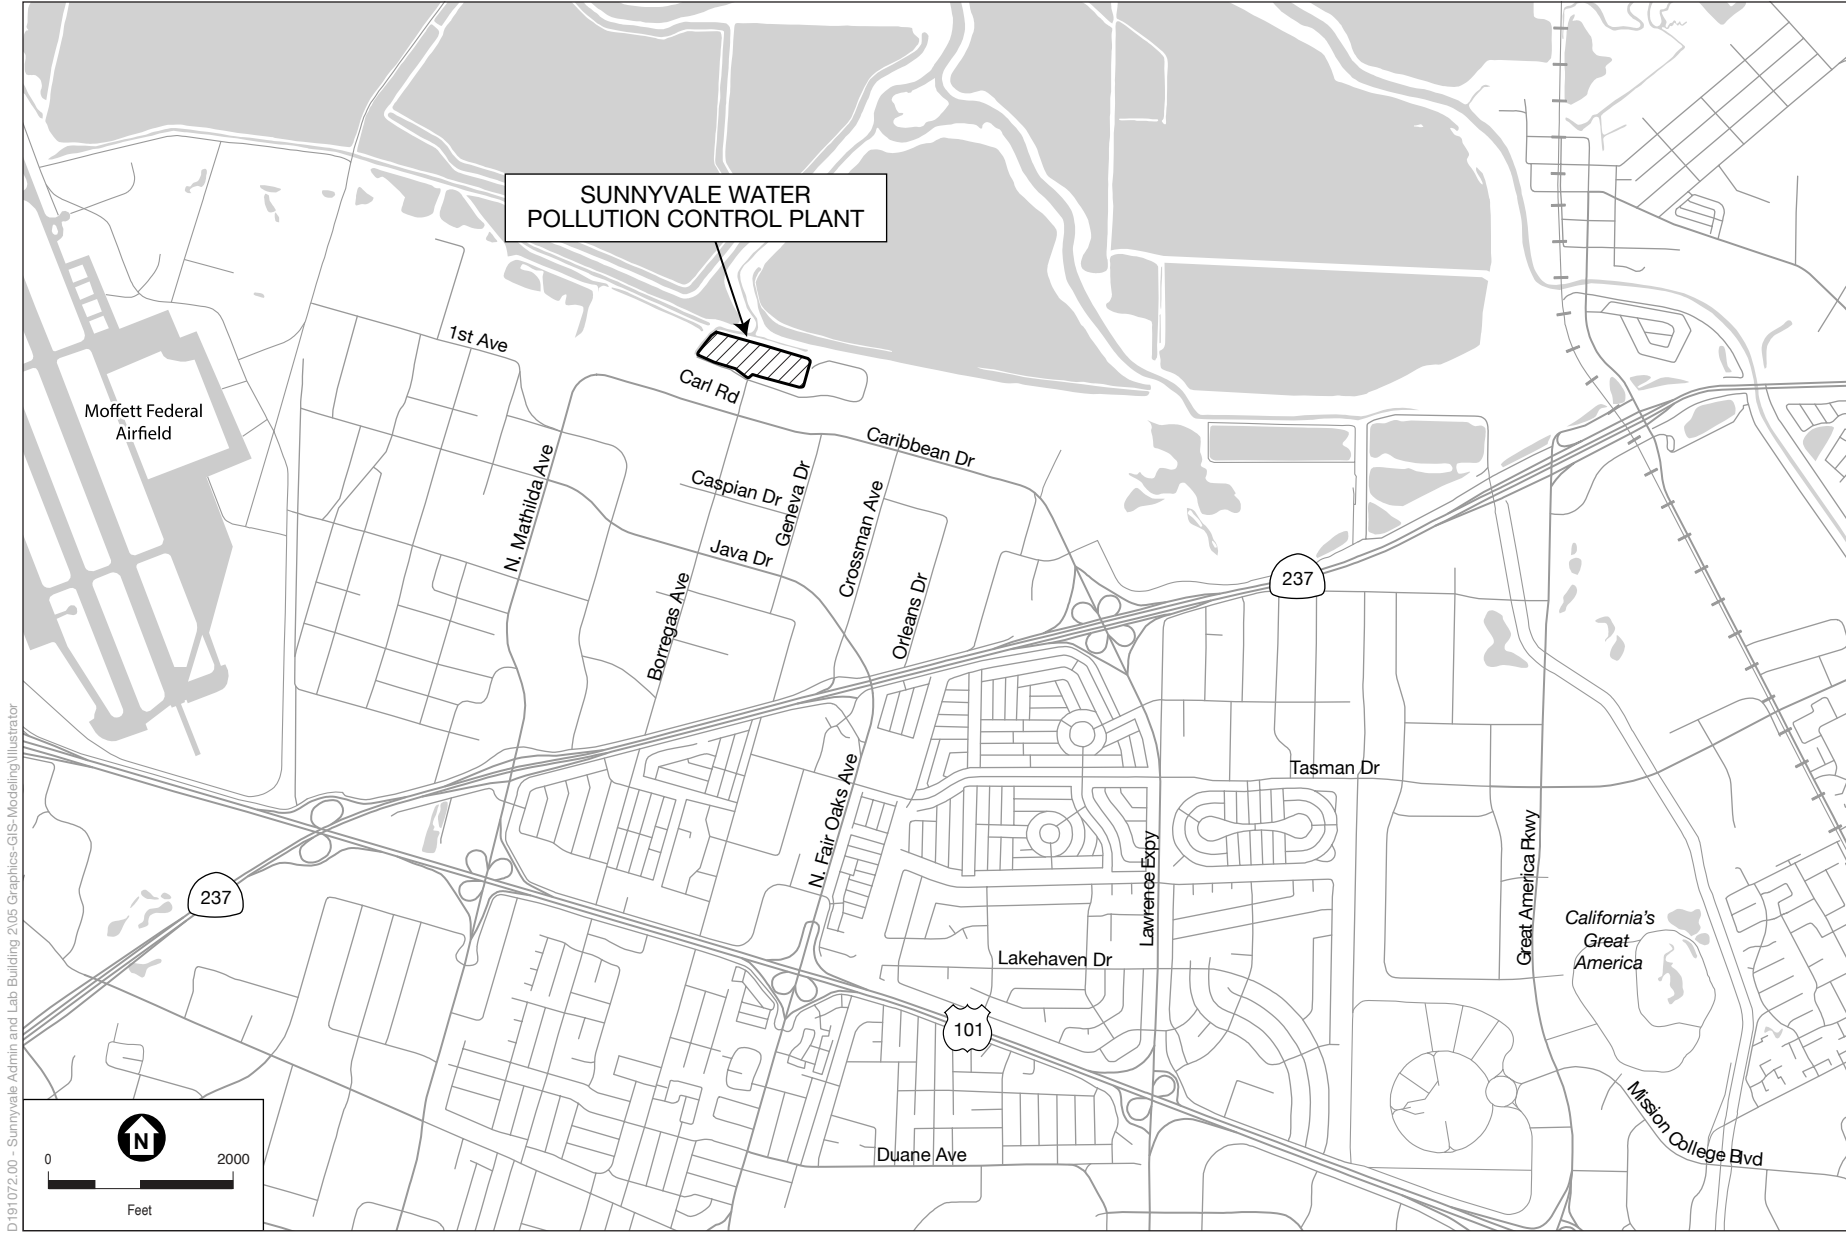 SUNNYVALE WATER
POLLUTION CONTROL PLANT
1st Ave
Carl Rd
Moffett Federal
Airfield
Caribbean Dr
N. Mathilda Ave
Caspian Dr
Geneva Dr
Crossman Ave
Java Dr
Borregas Ave
Orleans Dr
237
Tasman Dr
N. Fair Oaks Ave
Lawrence Expy
Great America Pkwy
237
California's
Great
America
Lakehaven Dr
101
Mission College Blvd
Duane Ave
N
0 2000
Feet
D191072.00 - Sunnyvale Admin and Lab Building 2\05 Graphics-GIS-Modeling\Illustrator